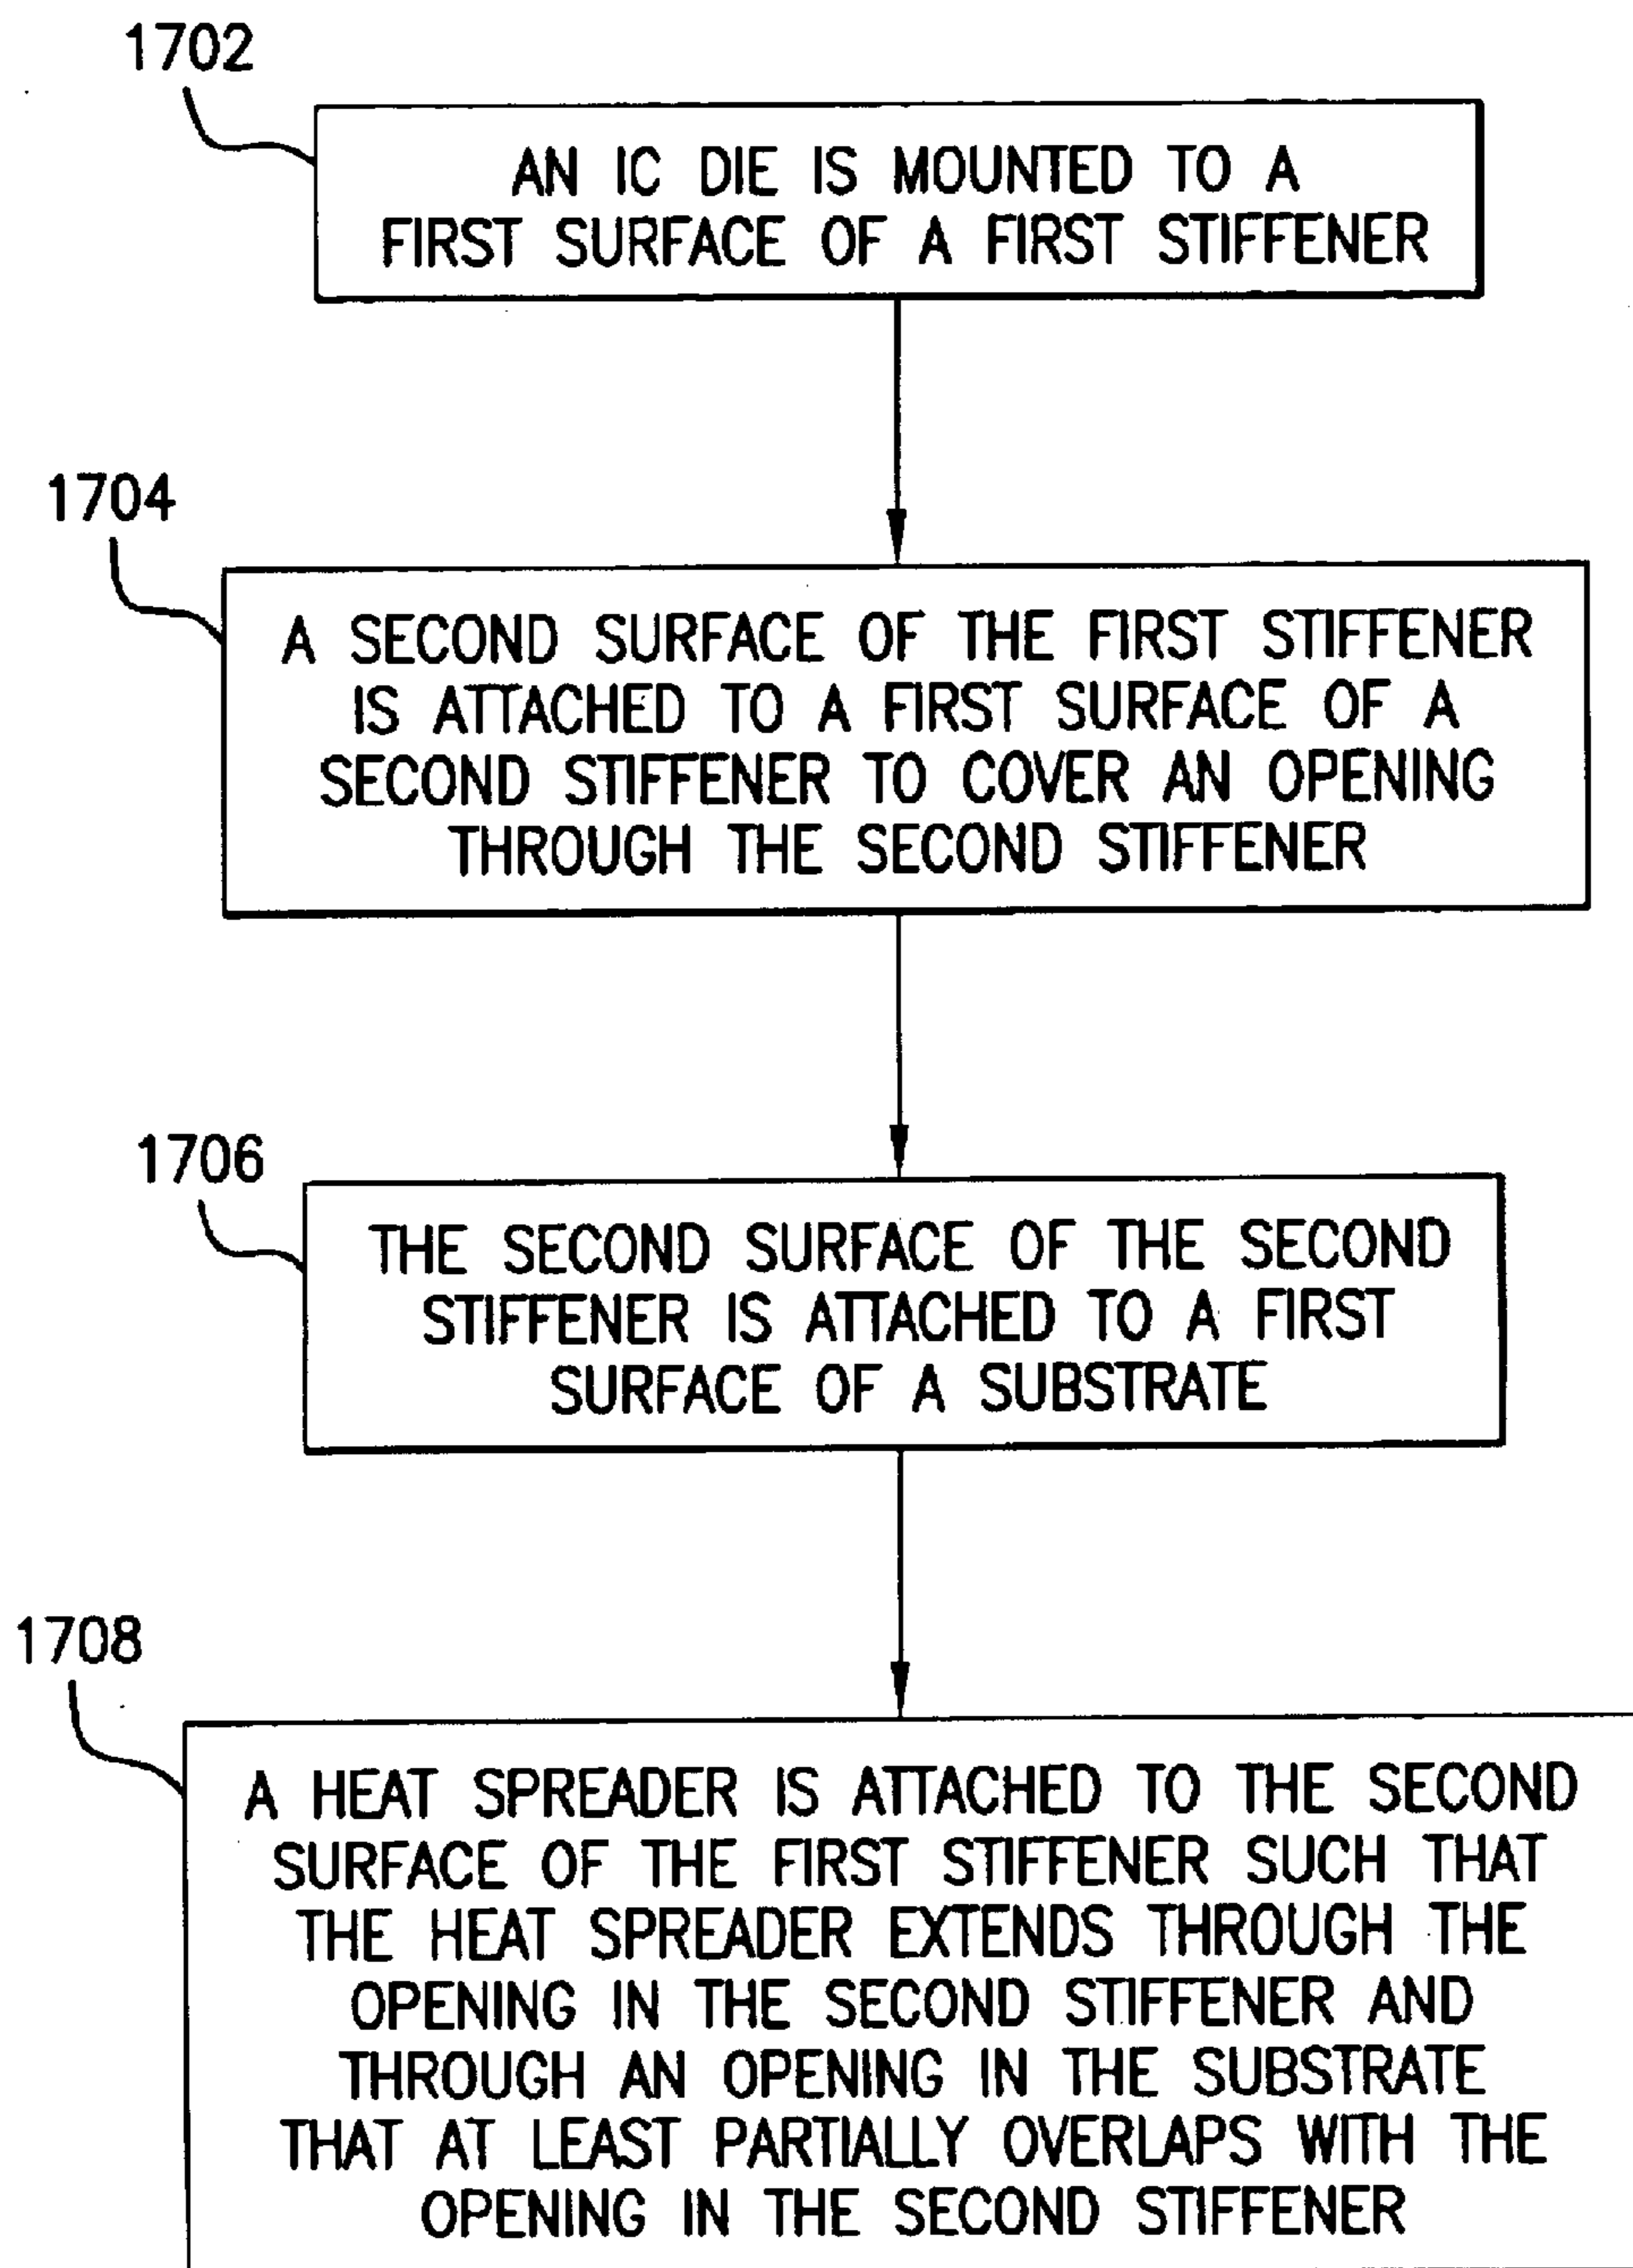 1702
AN IC DIE IS MOUNTED TO A
FIRST SURFACE OF A FIRST STIFFENER
1704
A SECOND SURFACE OF THE FIRST STIFFENER
IS ATTACHED TO A FIRST SURFACE OF A
SECOND STIFFENER TO COVER AN OPENING
THROUGH THE SECOND STIFFENER
1706
THE SECOND SURFACE OF THE SECOND
STIFFENER IS ATTACHED TO A FIRST
SURFACE OF A SUBSTRATE
1708
A HEAT SPREADER IS ATTACHED TO THE SECOND
SURFACE OF THE FIRST STIFFENER SUCH THAT
THE HEAT SPREADER EXTENDS THROUGH THE
OPENING IN THE SECOND STIFFENER AND
THROUGH AN OPENING IN THE SUBSTRATE
THAT AT LEAST PARTIALLY OVERLAPS WITH THE
OPENING IN THE SECOND STIFFENER